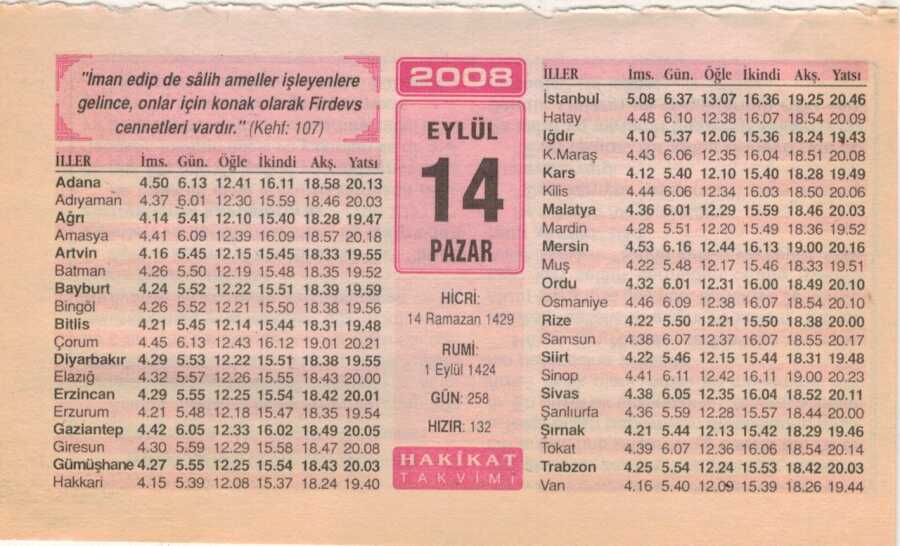 "İman edip de sâlih ameller işleyenlere
gelince, onlar için konak olarak Firdevs
cennetleri vardır." (Kehf: 107)
İLLER İms. Gün. Öğle İkindi Akş. Yatsı
Adana 4.50 6.13 12.41 16.11 18.58 20.13
Adıyaman 4.37 6.01 12.30 15.59 18.46 20.03
Ağrı 4.14 5.41 12.10 15.40 18.28 19.47
Amasya 4.41 6.09 12.39 16.09 18.57 20.18
Artvin 4.16 5.45 12.15 15.45 18.33 19.55
Batman 4.26 5.50 12.19 15.48 18.35 19.52
Bayburt 4.24 5.52 12.22 15.51 18.39 19.59
Bingöl 4.26 5.52 12.21 15.50 18.38 19.56
Bitlis 4.21 5.45 12.14 15.44 18.31 19.48
Çorum 4.45 6.13 12.43 16.12 19.01 20.21
Diyarbakır 4.29 5.53 12.22 15.51 18.38 19.55
Elazığ 4.32 5.57 12.26 15.55 18.43 20.00
Erzincan 4.29 5.55 12.25 15.54 18.42 20.01
Erzurum 4.21 5.48 12.18 15.47 18.35 19.54
Gaziantep 4.42 6.05 12.33 16.02 18.49 20.05
Giresun 4.30 5.59 12.29 15.58 18.47 20.08
Gümüşhane 4.27 5.55 12.25 15.54 18.43 20.03
Hakkari 4.15 5.39 12.08 15.37 18.24 19.40
2008
EYLÜL
14
PAZAR
HİCRİ:
14 Ramazan 1429
RUMİ:
1 Eylül 1424
GÜN: 258
HIZIR: 132
HAKİKAT
TAKVİMİ
İLLER İms. Gün. Öğle İkindi Akş. Yatsı
İstanbul 5.08 6.37 13.07 16.36 19.25 20.46
Hatay 4.48 6.10 12.38 16.07 18.54 20.09
Iğdır 4.10 5.37 12.06 15.36 18.24 19.43
K.Maraş 4.43 6.06 12.35 16.04 18.51 20.08
Kars 4.12 5.40 12.10 15.40 18.28 19.49
Kilis 4.44 6.06 12.34 16.03 18.50 20.06
Malatya 4.36 6.01 12.29 15.59 18.46 20.03
Mardin 4.28 5.51 12.20 15.49 18.36 19.52
Mersin 4.53 6.16 12.44 16.13 19.00 20.16
Muş 4.22 5.48 12.17 15.46 18.33 19.51
Ordu 4.32 6.01 12.31 16.00 18.49 20.10
Osmaniye 4.46 6.09 12.38 16.07 18.54 20.10
Rize 4.22 5.50 12.21 15.50 18.38 20.00
Samsun 4.38 6.07 12.37 16.07 18.55 20.17
Siirt 4.22 5.46 12.15 15.44 18.31 19.48
Sinop 4.41 6.11 12.42 16.11 19.00 20.23
Sivas 4.38 6.05 12.35 16.04 18.52 20.11
Şanlıurfa 4.36 5.59 12.28 15.57 18.44 20.00
Şırnak 4.21 5.44 12.13 15.42 18.29 19.46
Tokat 4.39 6.07 12.36 16.06 18.54 20.14
Trabzon 4.25 5.54 12.24 15.53 18.42 20.03
Van 4.16 5.40 12.09 15.39 18.26 19.44